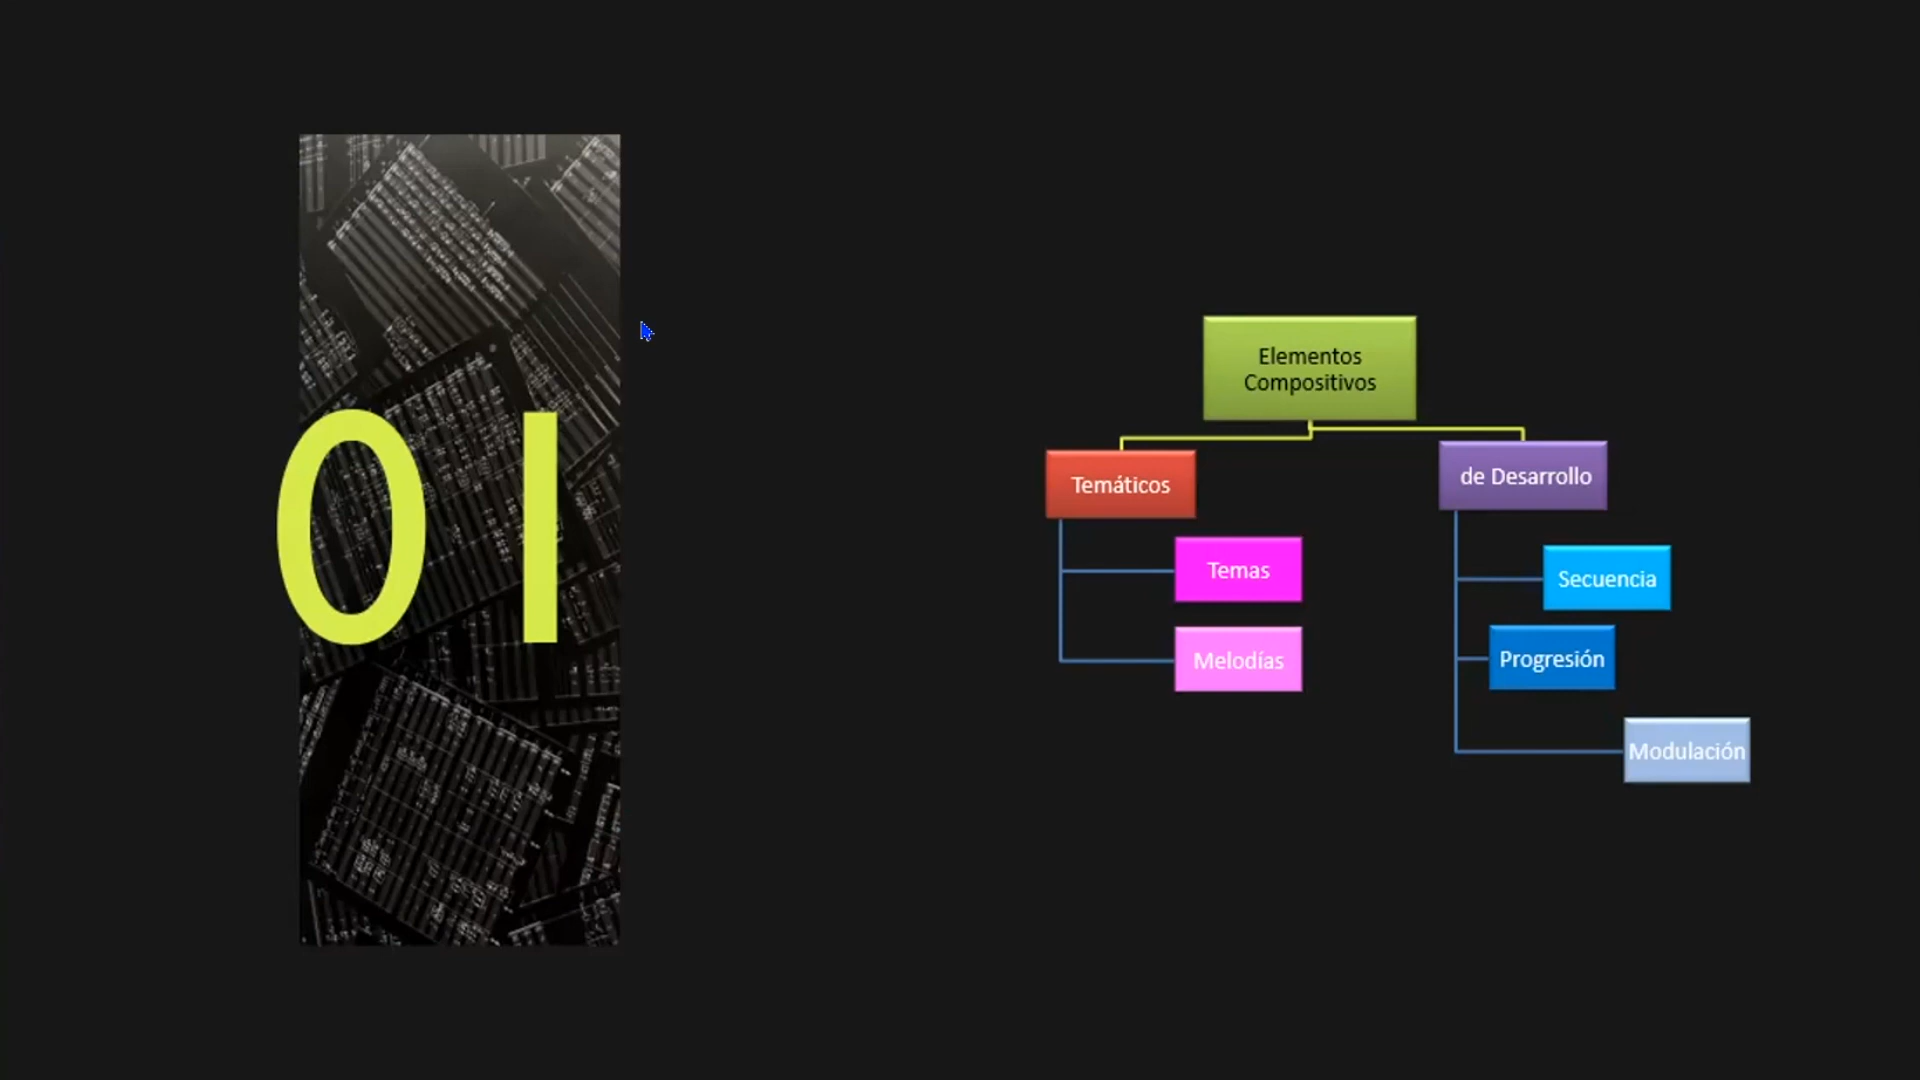 01
Elementos
Compositivos
Temáticos
de Desarrollo
Temas
Melodías
Secuencia
Progresión
Modulación